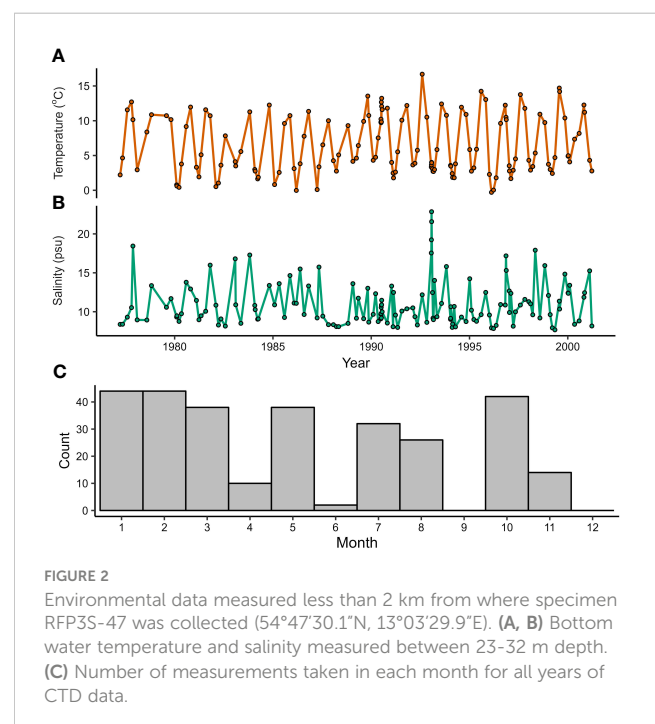 A
Temperature (°C)
15
10
5
0
B
Salinity (psu)
20
15
10
1980 1985 1990 1995 2000
Year
C
Count
40
30
20
10
0
1 2 3 4 5 6 7 8 9 10 11 12
Month
FIGURE 2
Environmental data measured less than 2 km from where specimen
RFP3S-47 was collected (54°47′30.1″N, 13°03′29.9″E). (A, B) Bottom
water temperature and salinity measured between 23-32 m depth.
(C) Number of measurements taken in each month for all years of
CTD data.